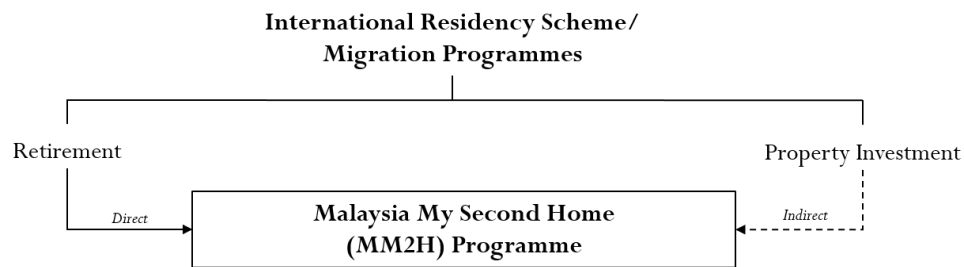 International Residency Scheme/
Migration Programmes
Retirement
Property Investment
Direct
Malaysia My Second Home
(MM2H) Programme
Indirect